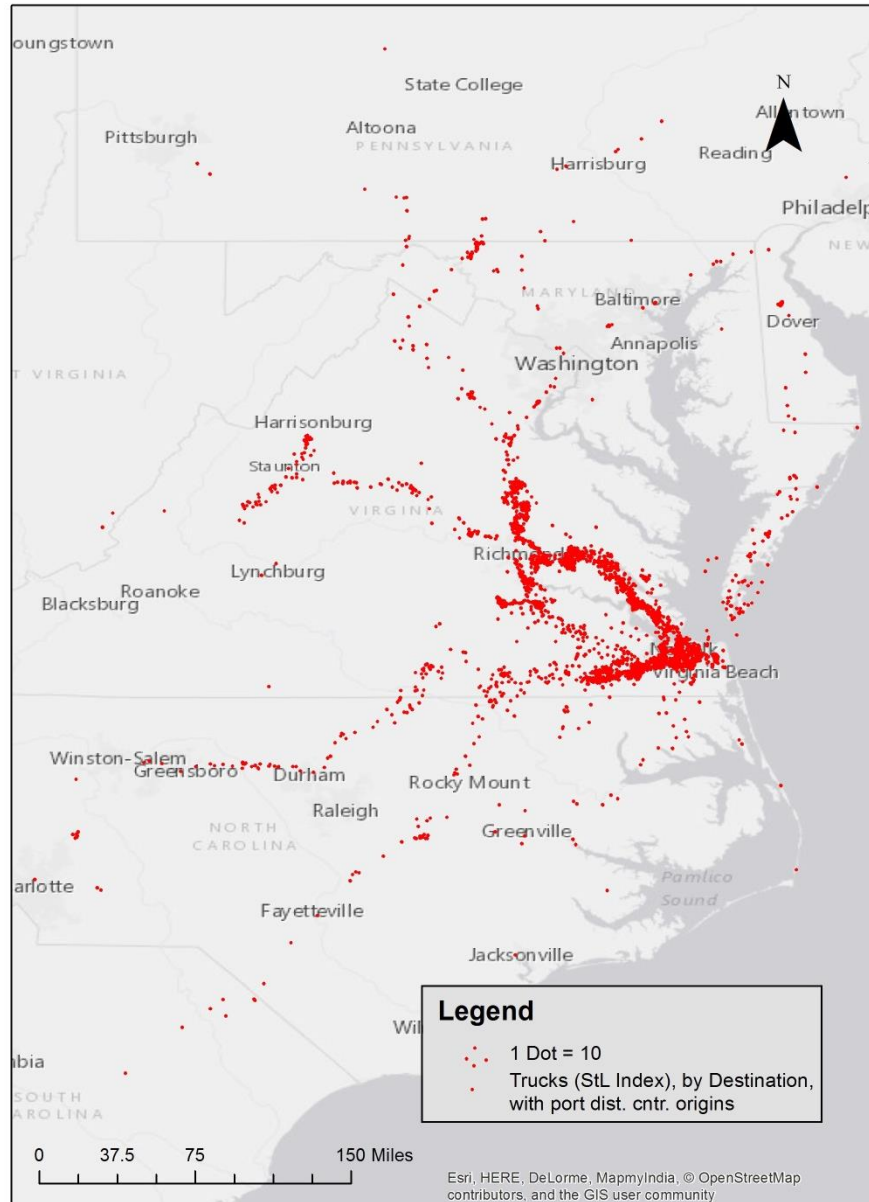 oungstown
State College
N
Allentown
Altoona
Pittsburgh
PENNSYLVANIA
Harrisburg
Reading
Philadelp
NEW
MARYLAND
Baltimore
Dover
Annapolis
Washington
T VIRGINIA
Harrisonburg
Staunton
VIRGINIA
Richmond
Lynchburg
Roanoke
Blacksburg
Virginia Beach
Winston-Salem
Greensboro
Durham
Rocky Mount
Raleigh
NORTH
CAROLINA
Greenville
arlotte
Pamlico
Sound
Fayetteville
Jacksonville
Legend
1 Dot = 10
Trucks (StL Index), by Destination,
with port dist. cntr. origins
Wil
bia
SOUTH
AROLINA
0 37.5 75 150 Miles
Esri, HERE, DeLorme, MapmyIndia, © OpenStreetMap
contributors, and the GIS user community